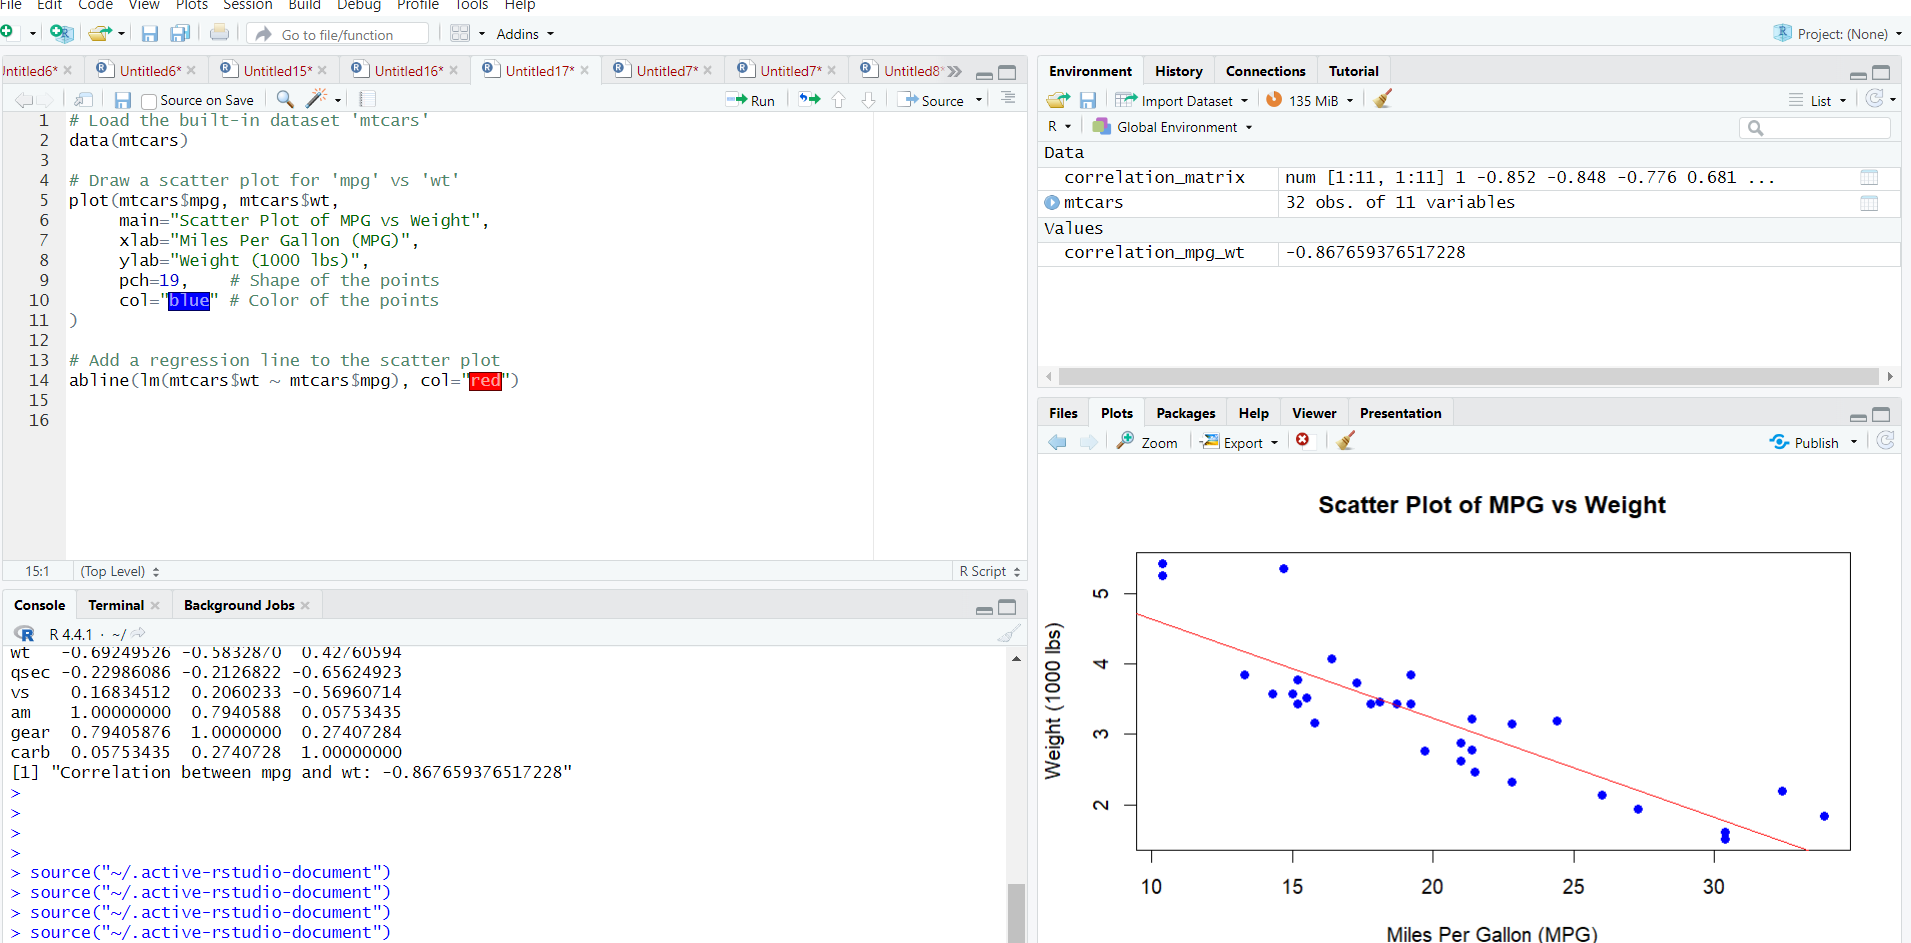 File Edit Code View Plots Session Build Debug Profile Tools Help
Go to file/function Addins Project: (None)
Untitled6* Untitled6* Untitled15* Untitled16* Untitled17* Untitled7* Untitled7* Untitled8*
Source on Save Run Source
1 # Load the built-in dataset 'mtcars'
2 data(mtcars)
3
4 # Draw a scatter plot for 'mpg' vs 'wt'
5 plot(mtcars$mpg, mtcars$wt,
6 main="Scatter Plot of MPG vs Weight",
7 xlab="Miles Per Gallon (MPG)",
8 ylab="Weight (1000 lbs)",
9 pch=19, # Shape of the points
10 col="blue" # Color of the points
11 )
12
13 # Add a regression line to the scatter plot
14 abline(lm(mtcars$wt ~ mtcars$mpg), col="red")
15
16
15:1 (Top Level) R Script
Console Terminal Background Jobs
R 4.4.1 · ~/
wt -0.69249526 -0.5832870 0.42760594
qsec -0.22986086 -0.2126822 -0.65624923
vs 0.16834512 0.2060233 -0.56960714
am 1.00000000 0.7940588 0.05753435
gear 0.79405876 1.0000000 0.27407284
carb 0.05753435 0.2740728 1.00000000
[1] "Correlation between mpg and wt: -0.867659376517228"
>
>
>
>
> source("~/.active-rstudio-document")
> source("~/.active-rstudio-document")
> source("~/.active-rstudio-document")
> source("~/.active-rstudio-document")
Environment History Connections Tutorial
Import Dataset 135 MiB List
R Global Environment
Data
correlation_matrix num [1:11, 1:11] 1 -0.852 -0.848 -0.776 0.681 ...
mtcars 32 obs. of 11 variables
Values
correlation_mpg_wt -0.867659376517228
Files Plots Packages Help Viewer Presentation
Zoom Export Publish
Scatter Plot of MPG vs Weight
Weight (1000 lbs)
5
4
3
2
10 15 20 25 30
Miles Per Gallon (MPG)